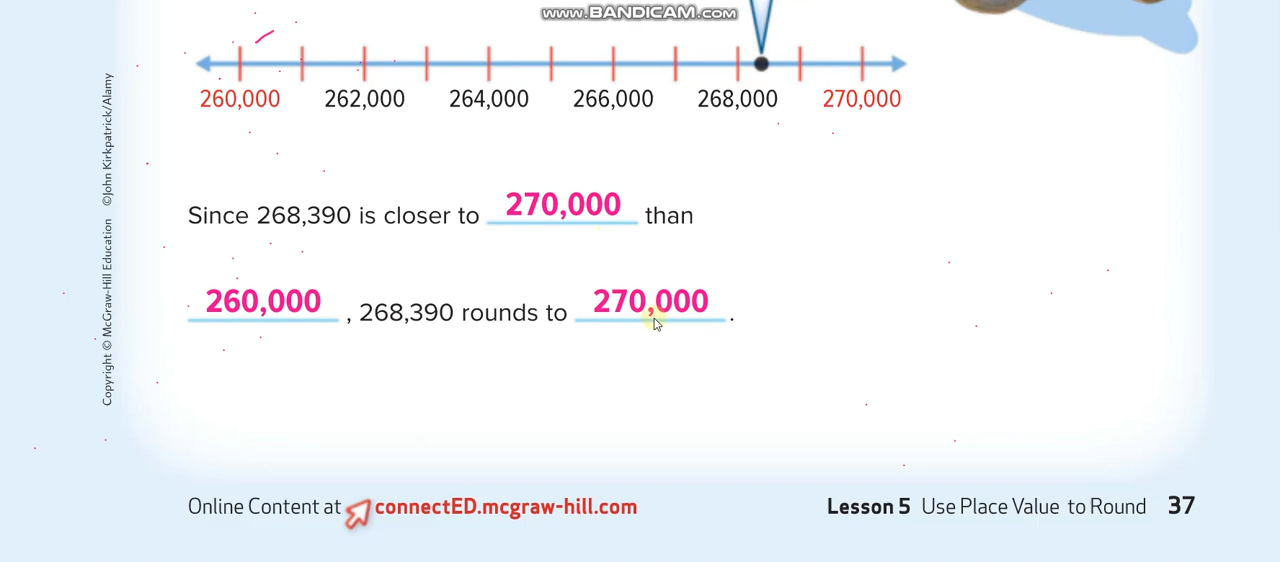 www.BANDICAM.com
260,000 262,000 264,000 266,000 268,000 270,000
Since 268,390 is closer to 270,000 than
260,000 , 268,390 rounds to 270,000 .
Copyright © McGraw-Hill Education ©John Kirkpatrick/Alamy
Online Content at connectED.mcgraw-hill.com
Lesson 5 Use Place Value to Round 37